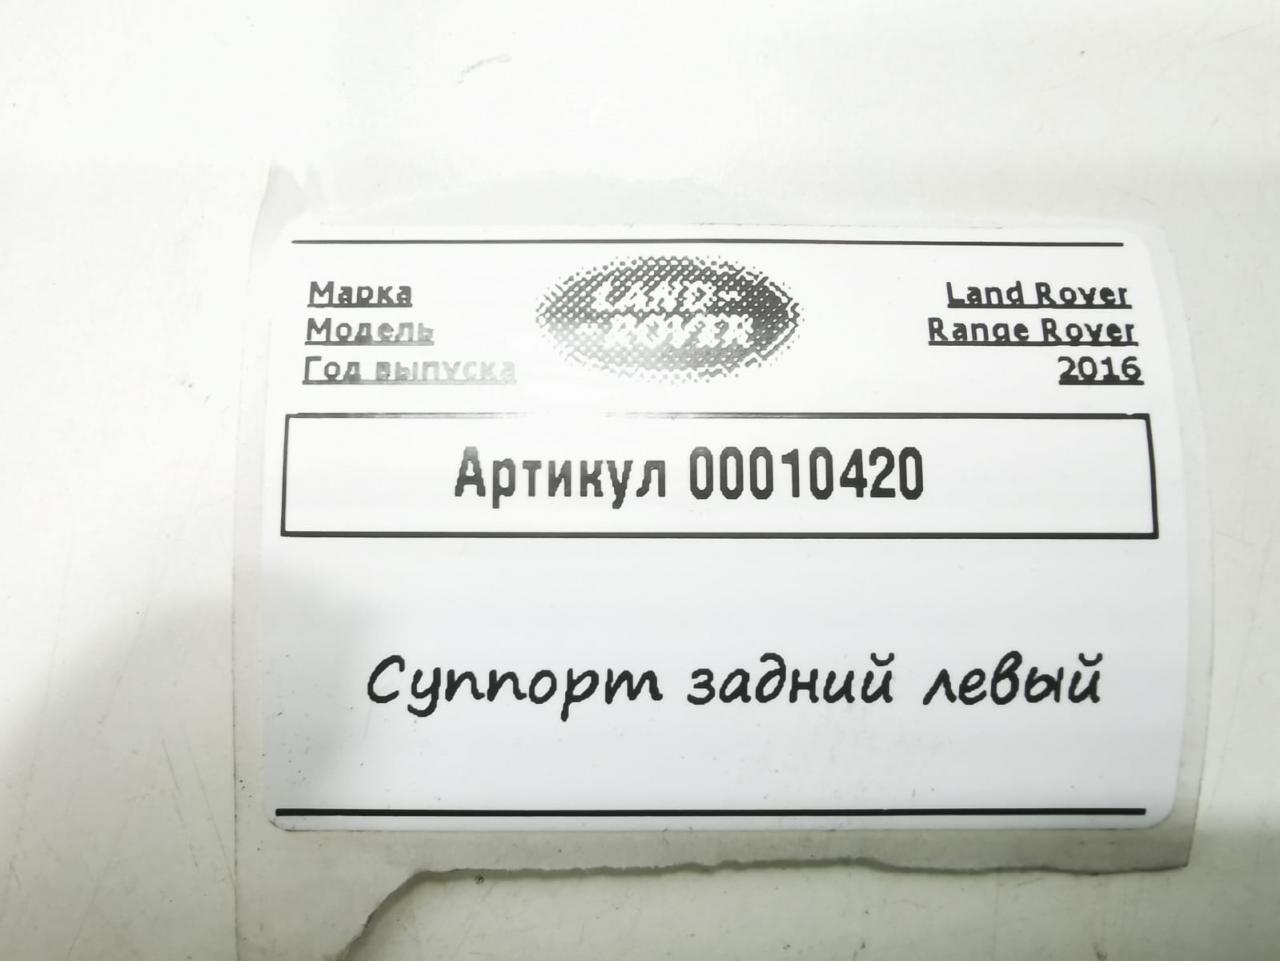 Марка LAND- Land Rover
Модель ROVER Range Rover
Год выпуска 2016
Артикул 00010420
Суппорт задний левый